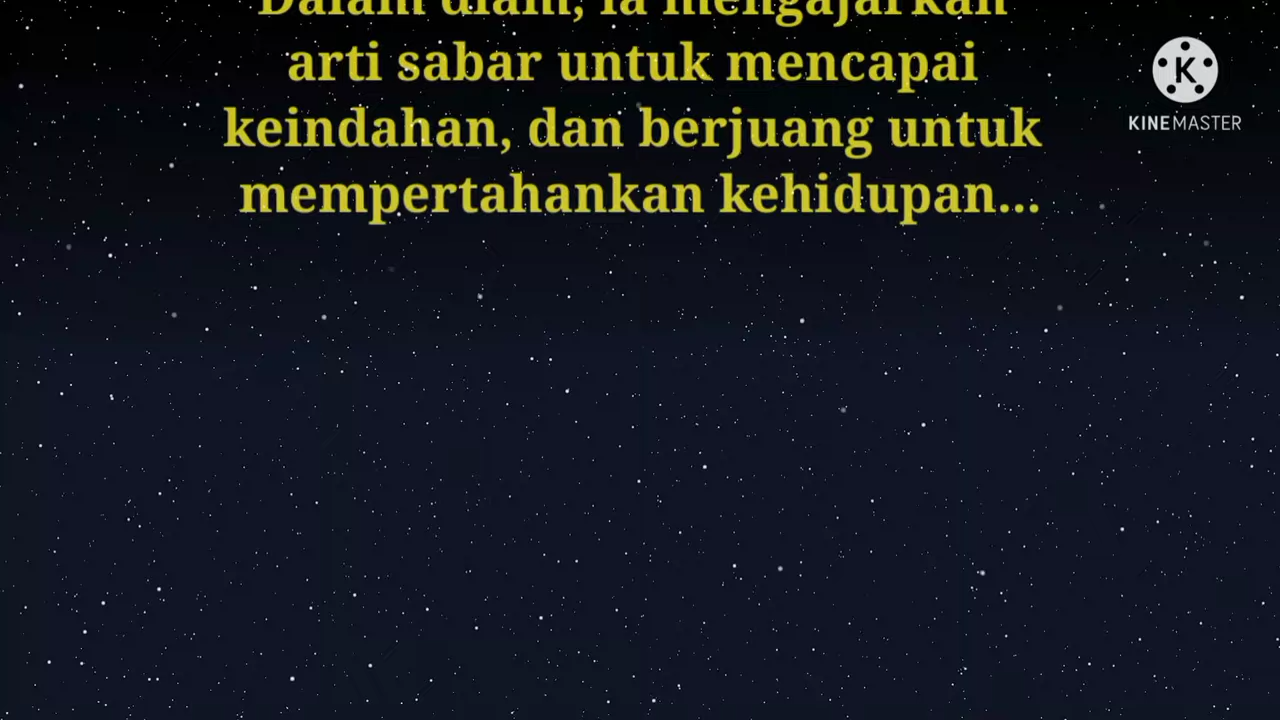 Dalam diam, ia mengajarkan
arti sabar untuk mencapai
keindahan, dan berjuang untuk
mempertahankan kehidupan...
K
KINEMASTER